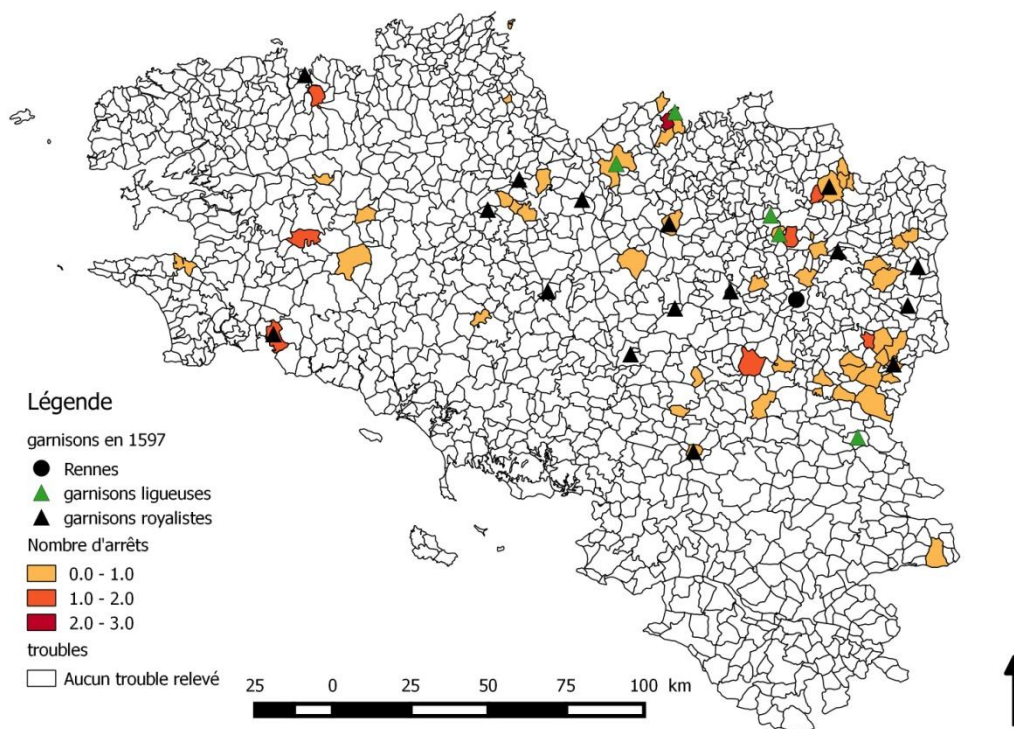 Légende
garnisons en 1597
Rennes
garnisons ligueuses
garnisons royalistes
Nombre d'arrêts
0.0 - 1.0
1.0 - 2.0
2.0 - 3.0
troubles
Aucun trouble relevé
25 0 25 50 75 100 km